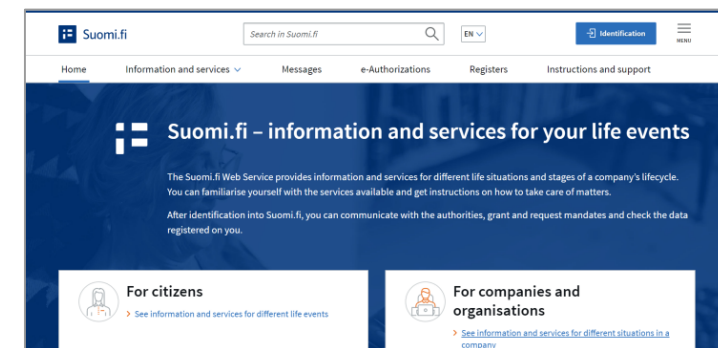 Suomi.fi
Search in Suomi.fi
EN
Identification
MENU
Home
Information and services
Messages
e-Authorizations
Registers
Instructions and support
Suomi.fi – information and services for your life events
The Suomi.fi Web Service provides information and services for different life situations and stages of a company's lifecycle.
You can familiarise yourself with the services available and get instructions on how to take care of matters.
After identification into Suomi.fi, you can communicate with the authorities, grant and request mandates and check the data
registered on you.
For citizens
See information and services for different life events
For companies and
organisations
See information and services for different situations in a
company